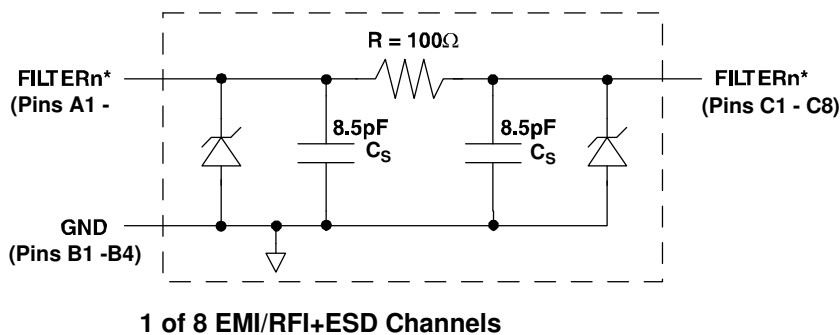 R = 100Ω
FILTERn*
(Pins A1 -
FILTERn*
(Pins C1 - C8)
8.5pF
CS
8.5pF
CS
GND
(Pins B1 -B4)
1 of 8 EMI/RFI+ESD Channels